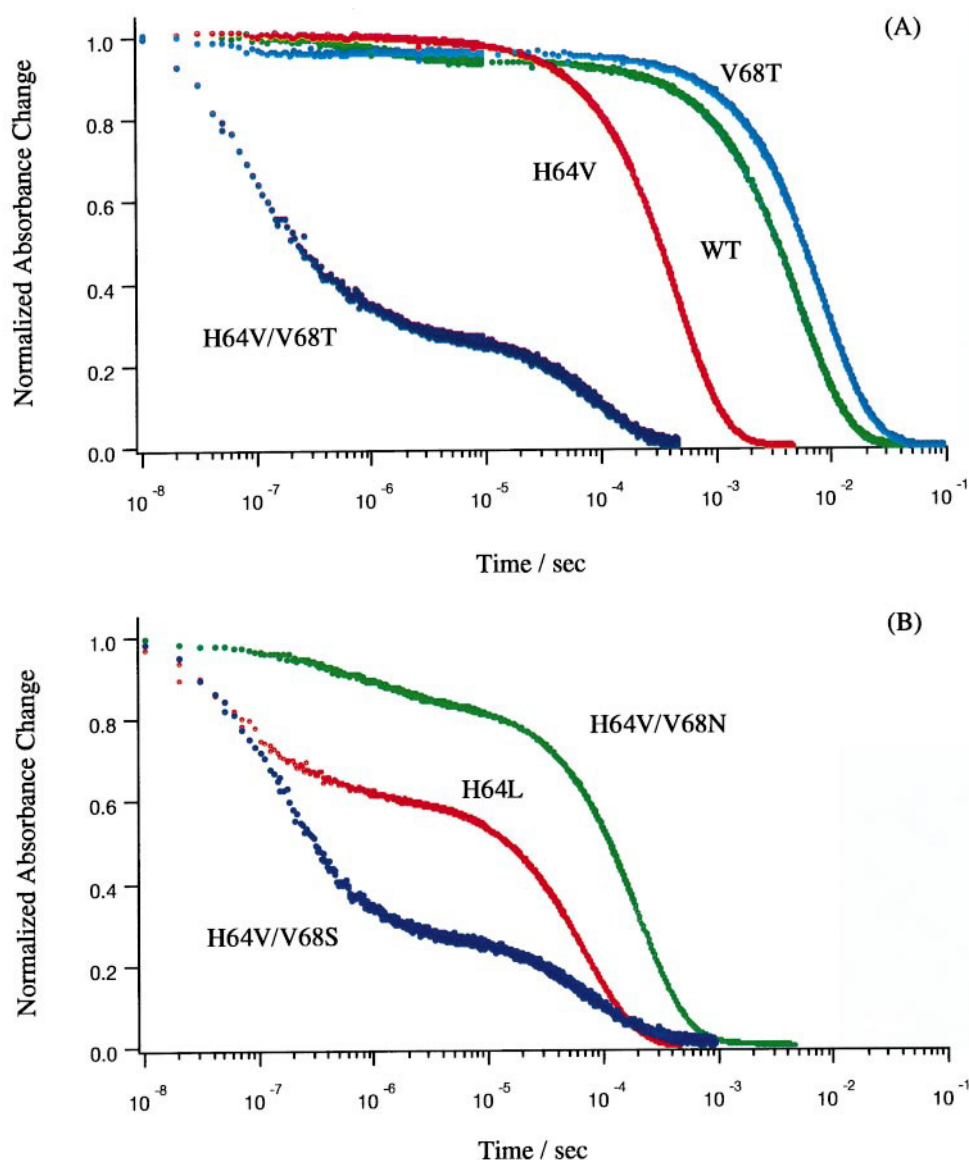 (A)
1.0
0.8
0.6
0.4
0.2
0.0
Normalized Absorbance Change
V68T
H64V
WT
H64V/V68T
10⁻⁸ 10⁻⁷ 10⁻⁶ 10⁻⁵ 10⁻⁴ 10⁻³ 10⁻² 10⁻¹
Time / sec
(B)
1.0
0.8
0.6
0.4
0.2
0.0
Normalized Absorbance Change
H64V/V68N
H64L
H64V/V68S
10⁻⁸ 10⁻⁷ 10⁻⁶ 10⁻⁵ 10⁻⁴ 10⁻³ 10⁻² 10⁻¹
Time / sec